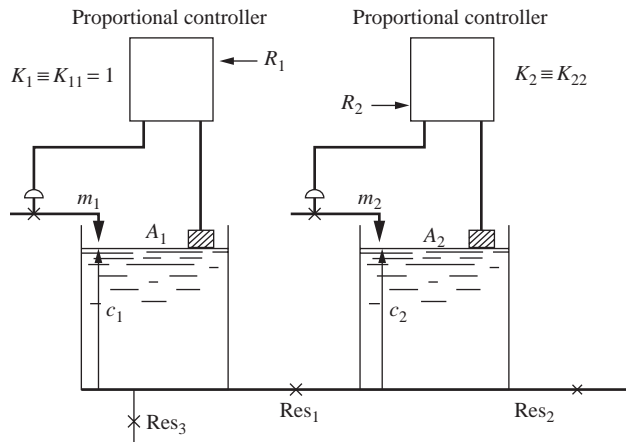 Proportional controller
Proportional controller
K₁ ≡ K₁₁ = 1
R₁
R₂
K₂ ≡ K₂₂
m₁
m₂
A₁
A₂
c₁
c₂
Res₃
Res₁
Res₂